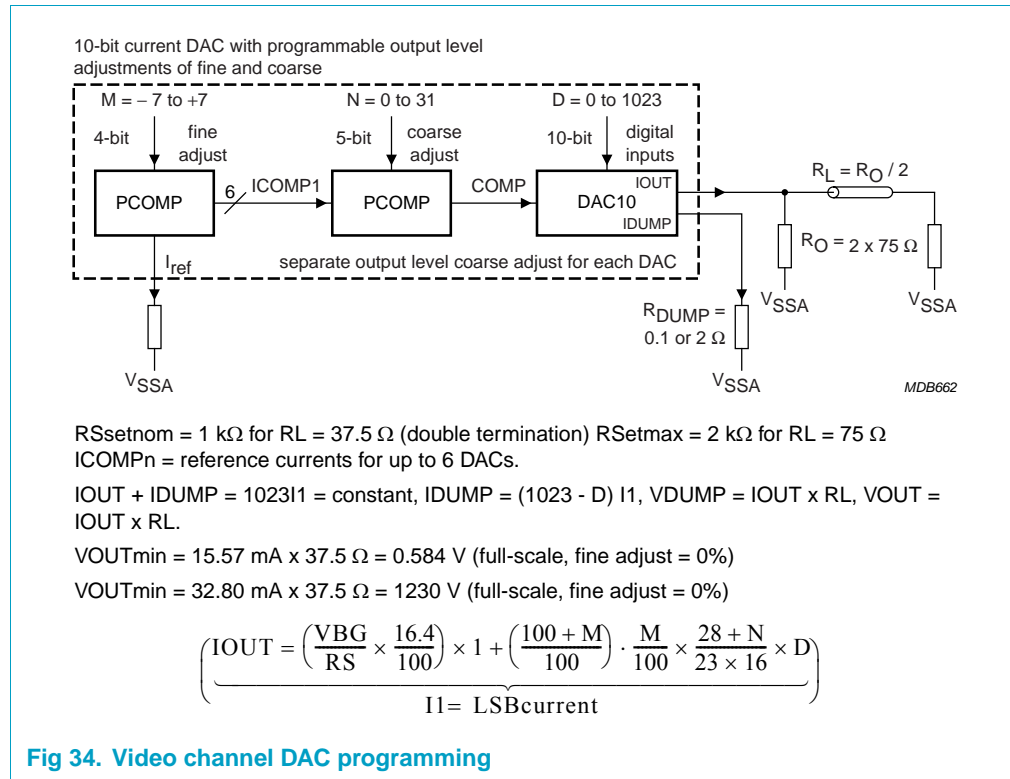 10-bit current DAC with programmable output level
adjustments of fine and coarse
M = – 7 to +7
N = 0 to 31
D = 0 to 1023
4-bit
fine
adjust
5-bit
coarse
adjust
10-bit
digital
inputs
PCOMP
6
ICOMP1
PCOMP
COMP
IOUT
DAC10
IDUMP
RL = RO / 2
RO = 2 x 75 Ω
Iref
separate output level coarse adjust for each DAC
VSSA
VSSA
RDUMP =
0.1 or 2 Ω
VSSA
VSSA
MDB662
RSsetnom = 1 kΩ for RL = 37.5 Ω (double termination) RSetmax = 2 kΩ for RL = 75 Ω
ICOMPn = reference currents for up to 6 DACs.
IOUT + IDUMP = 1023I1 = constant, IDUMP = (1023 - D) I1, VDUMP = IOUT x RL, VOUT =
IOUT x RL.
VOUTmin = 15.57 mA x 37.5 Ω = 0.584 V (full-scale, fine adjust = 0%)
VOUTmin = 32.80 mA x 37.5 Ω = 1230 V (full-scale, fine adjust = 0%)
(IOUT = (VBG/RS × 16.4/100) × 1 + ((100 + M)/100) · M/100 × (28 + N)/(23 × 16) × D)
I1= LSBcurrent
Fig 34. Video channel DAC programming